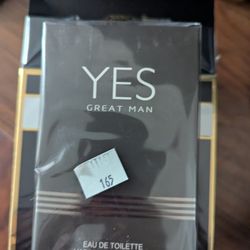 YES
GREAT MAN
165
EAU DE TOILETTE